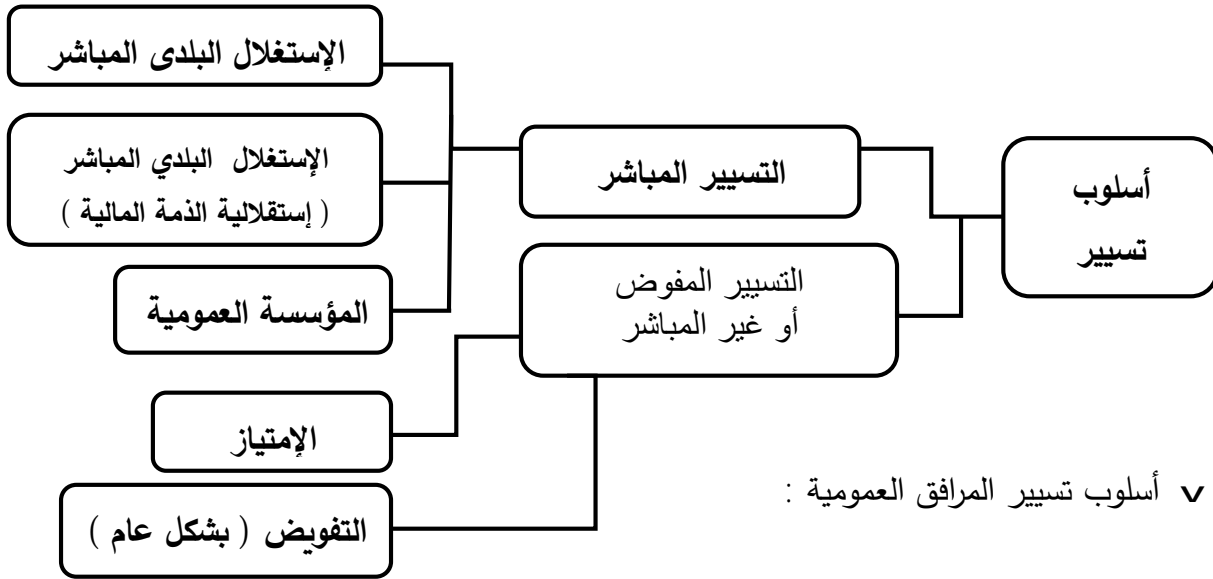 أسلوب
تسيير
التسيير المباشر
الإستغلال البلدى المباشر
الإستغلال البلدي المباشر
( إستقلالية الذمة المالية )
المؤسسة العمومية
التسيير المفوض
أو غير المباشر
الإمتياز
التفويض ( بشكل عام )
v أسلوب تسيير المرافق العمومية :